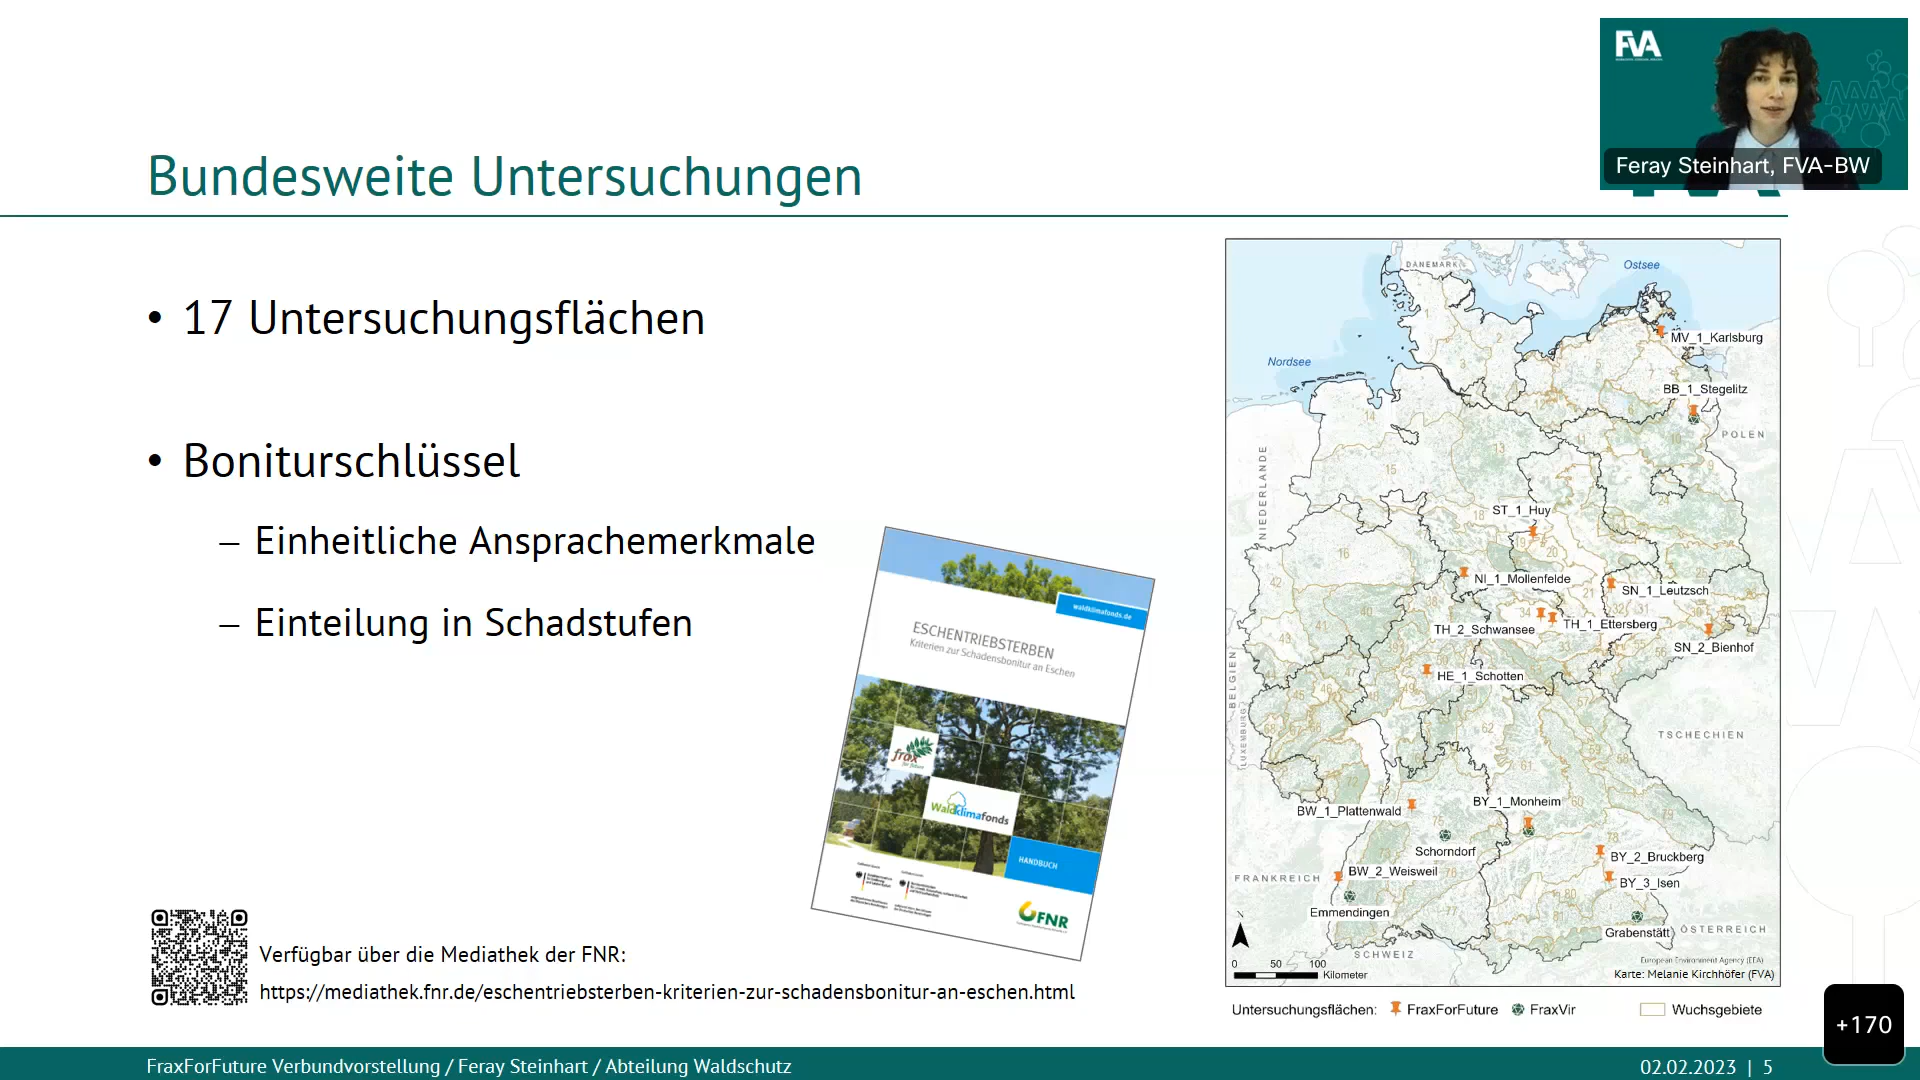 FVA
Feray Steinhart, FVA-BW
Bundesweite Untersuchungen
• 17 Untersuchungsflächen
• Boniturschlüssel
– Einheitliche Ansprachemerkmale
– Einteilung in Schadstufen
waldklimafonds.de
ESCHENTRIEBSTERBEN
Kriterien zur Schadensbonitur an Eschen
frax
for future
Waldklimafonds
HANDBUCH
FNR
Verfügbar über die Mediathek der FNR:
https://mediathek.fnr.de/eschentriebsterben-kriterien-zur-schadensbonitur-an-eschen.html
DÄNEMARK
Ostsee
Nordsee
MV_1_Karlsburg
BB_1_Stegelitz
POLEN
NIEDERLANDE
ST_1_Huy
NI_1_Mollenfelde
SN_1_Leutzsch
TH_2_Schwansee
TH_1_Ettersberg
SN_2_Bienhof
HE_1_Schotten
BELGIEN
LUXEMBURG
TSCHECHIEN
BW_1_Plattenwald
BY_1_Monheim
Schorndorf
BY_2_Bruckberg
FRANKREICH
BW_2_Weisweil
BY_3_Isen
Emmendingen
Grabenstätt
ÖSTERREICH
SCHWEIZ
N
0 50 100
Kilometer
European Environment Agency (EEA)
Karte: Melanie Kirchhöfer (FVA)
Untersuchungsflächen: FraxForFuture FraxVir Wuchsgebiete
+170
FraxForFuture Verbundvorstellung / Feray Steinhart / Abteilung Waldschutz
02.02.2023 | 5